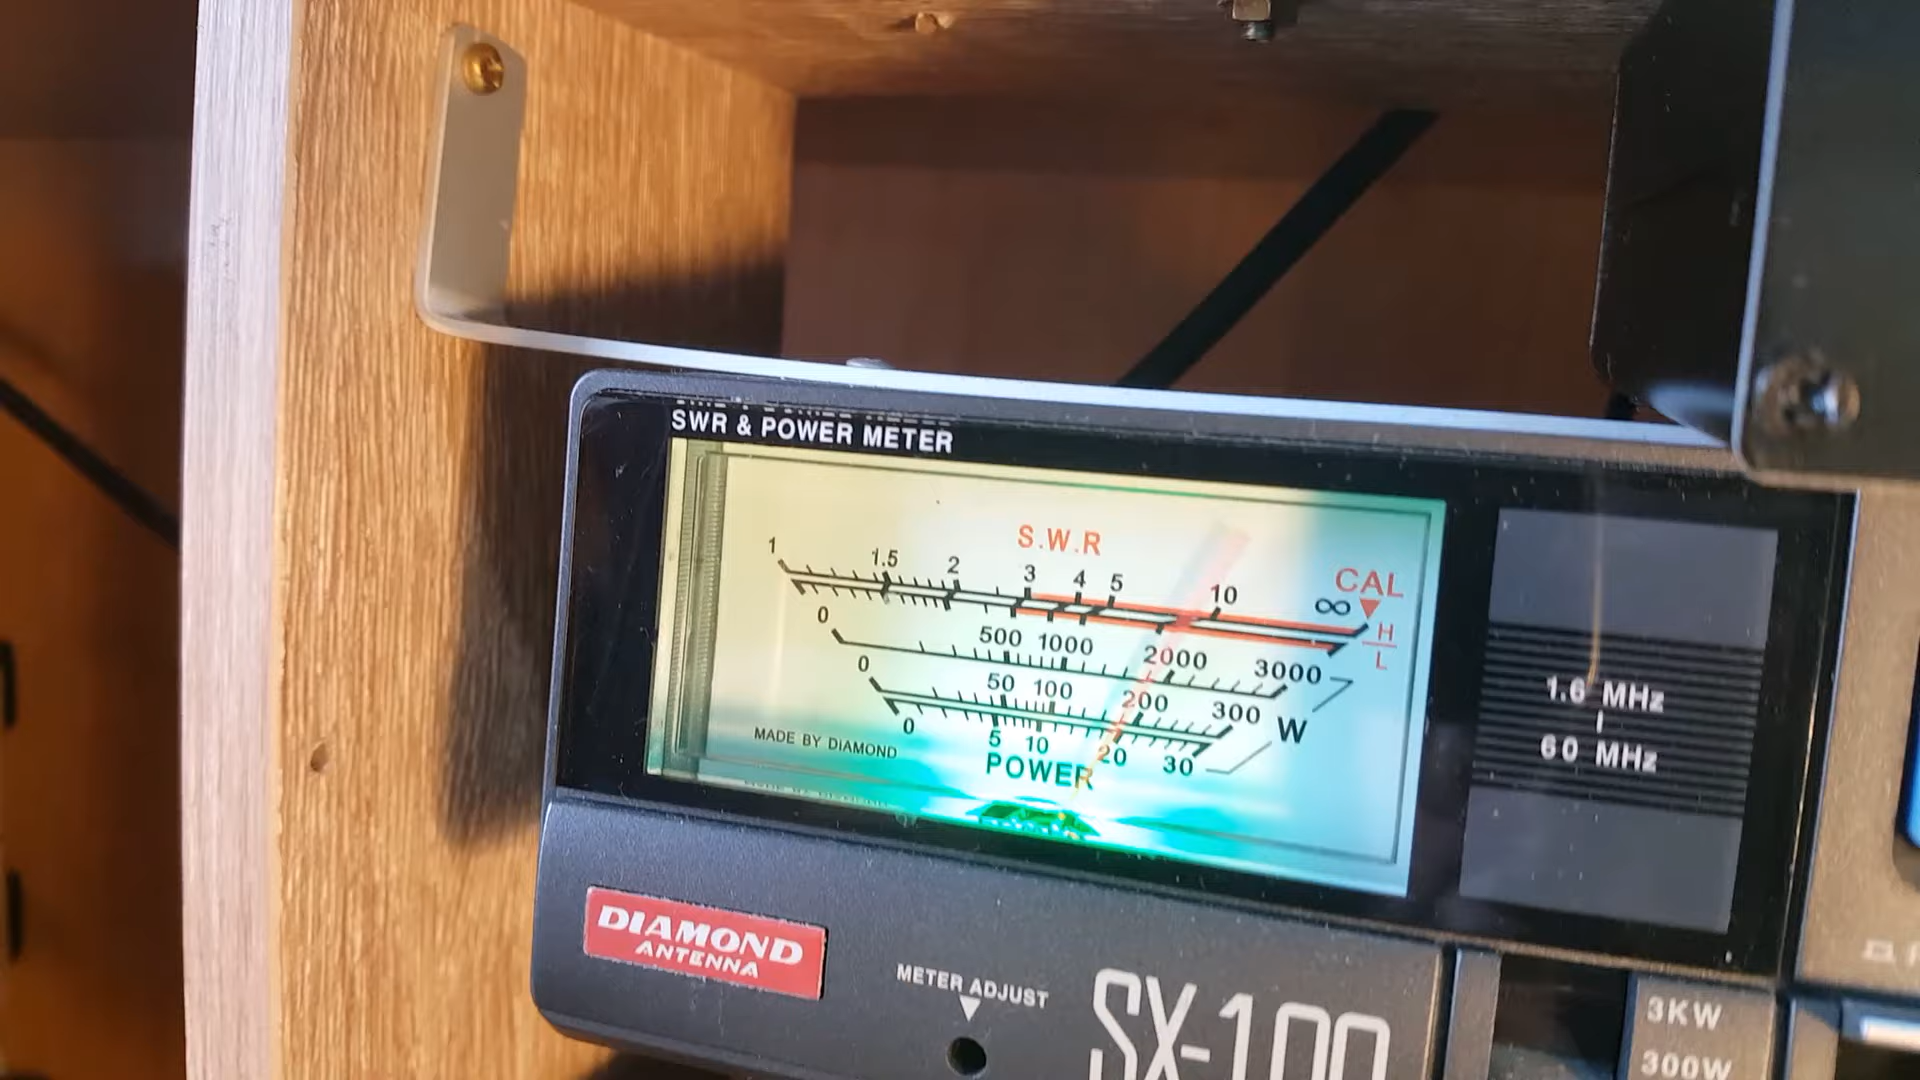 SWR & POWER METER
S.W.R
1 1.5 2 3 4 5 10 ∞ CAL
H
L
0 500 1000 2000 3000
0 50 100 200 300 W
0 5 10 20 30
MADE BY DIAMOND
POWER
1.6 MHz
60 MHz
DIAMOND
ANTENNA
METER ADJUST
SX-100
3KW
300W